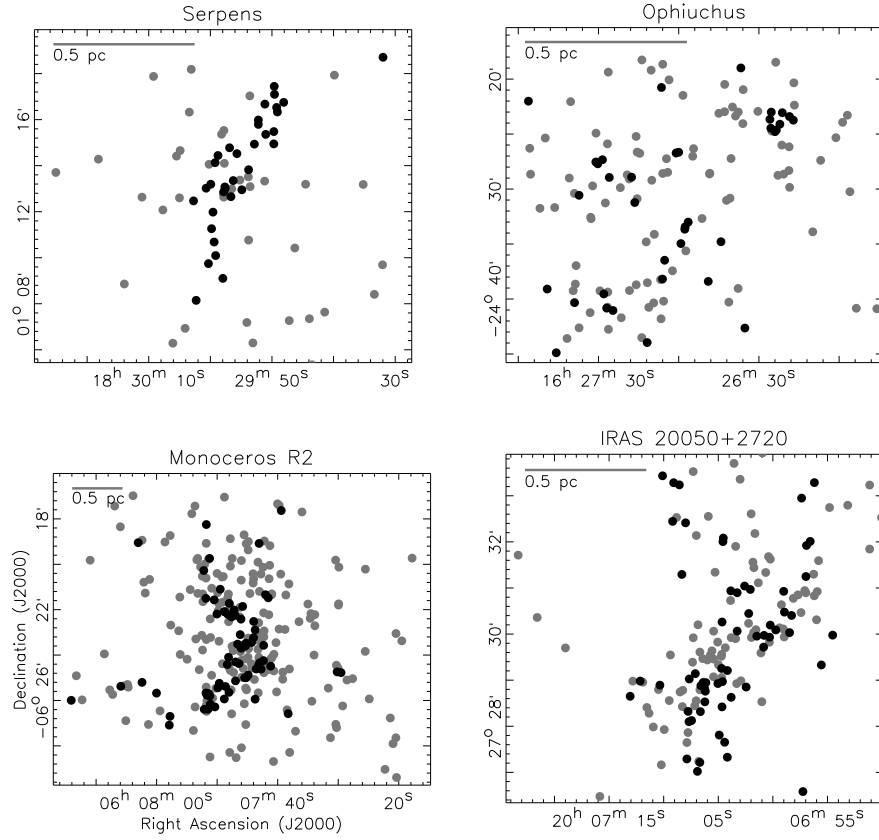 Serpens
0.5 pc
16'
12'
01° 08'
18ʰ 30ᵐ 10ˢ 29ᵐ 50ˢ 30ˢ
Ophiuchus
0.5 pc
20'
30'
−24° 40'
16ʰ 27ᵐ 30ˢ 26ᵐ 30ˢ
Monoceros R2
0.5 pc
18'
22'
−06° 26'
Declination (J2000)
06ʰ 08ᵐ 00ˢ 07ᵐ 40ˢ 20ˢ
Right Ascension (J2000)
IRAS 20050+2720
0.5 pc
32'
30'
27° 28'
20ʰ 07ᵐ 15ˢ 05ˢ 06ᵐ 55ˢ